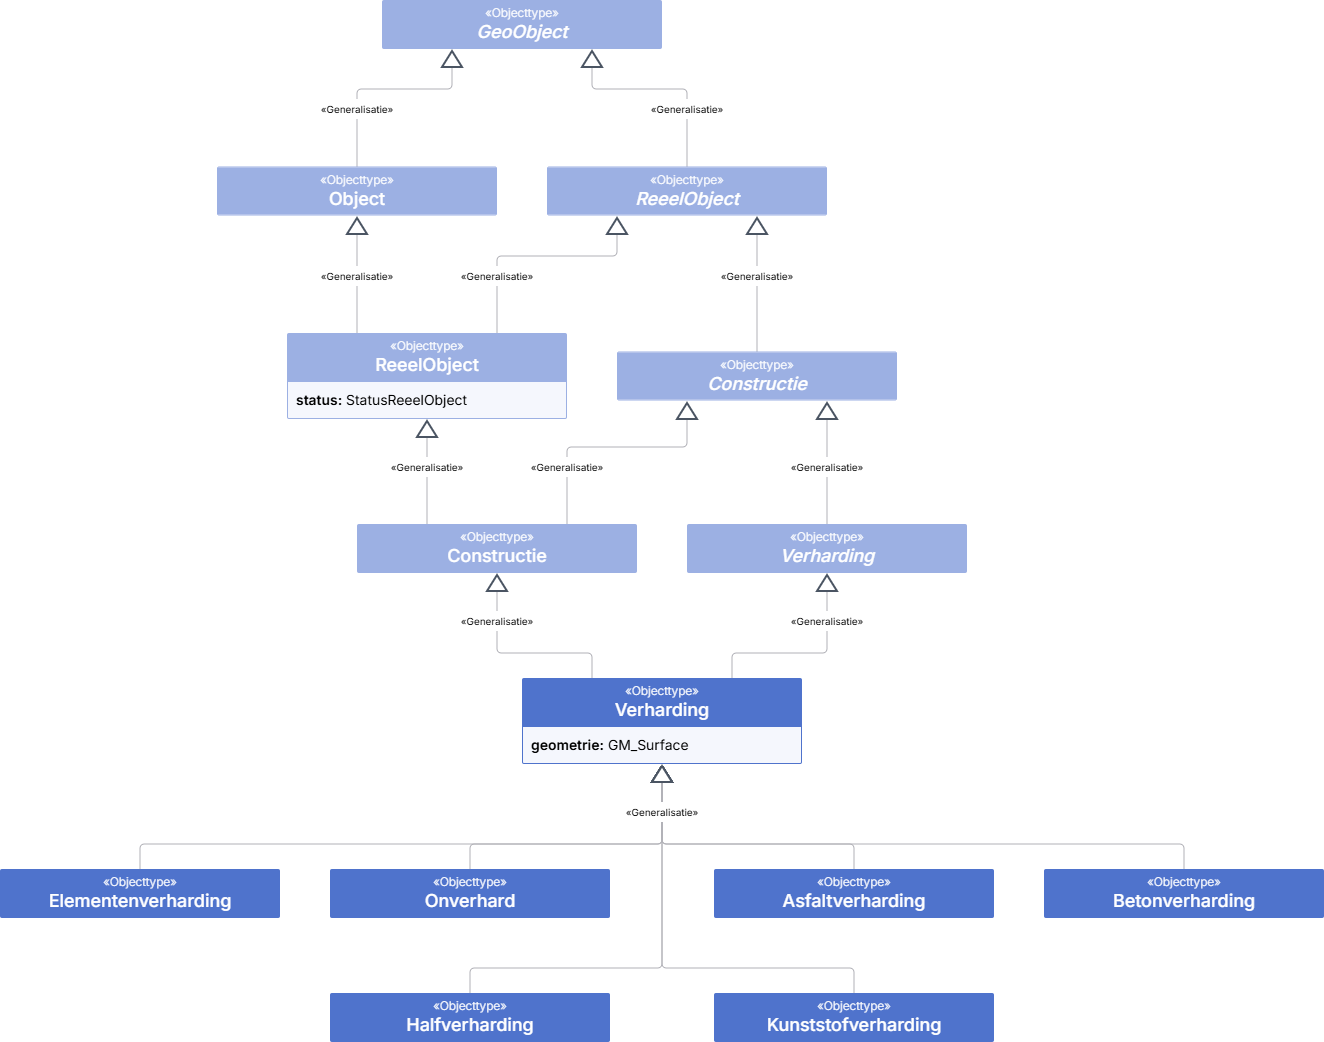 «Objecttype»
GeoObject
«Generalisatie»
«Generalisatie»
«Objecttype»
Object
«Objecttype»
ReeelObject
«Generalisatie»
«Generalisatie»
«Generalisatie»
«Objecttype»
ReeelObject
status: StatusReeelObject
«Objecttype»
Constructie
«Generalisatie»
«Generalisatie»
«Generalisatie»
«Objecttype»
Constructie
«Objecttype»
Verharding
«Generalisatie»
«Generalisatie»
«Objecttype»
Verharding
geometrie: GM_Surface
«Generalisatie»
«Objecttype»
Elementenverharding
«Objecttype»
Onverhard
«Objecttype»
Asfaltverharding
«Objecttype»
Betonverharding
«Objecttype»
Halfverharding
«Objecttype»
Kunststofverharding